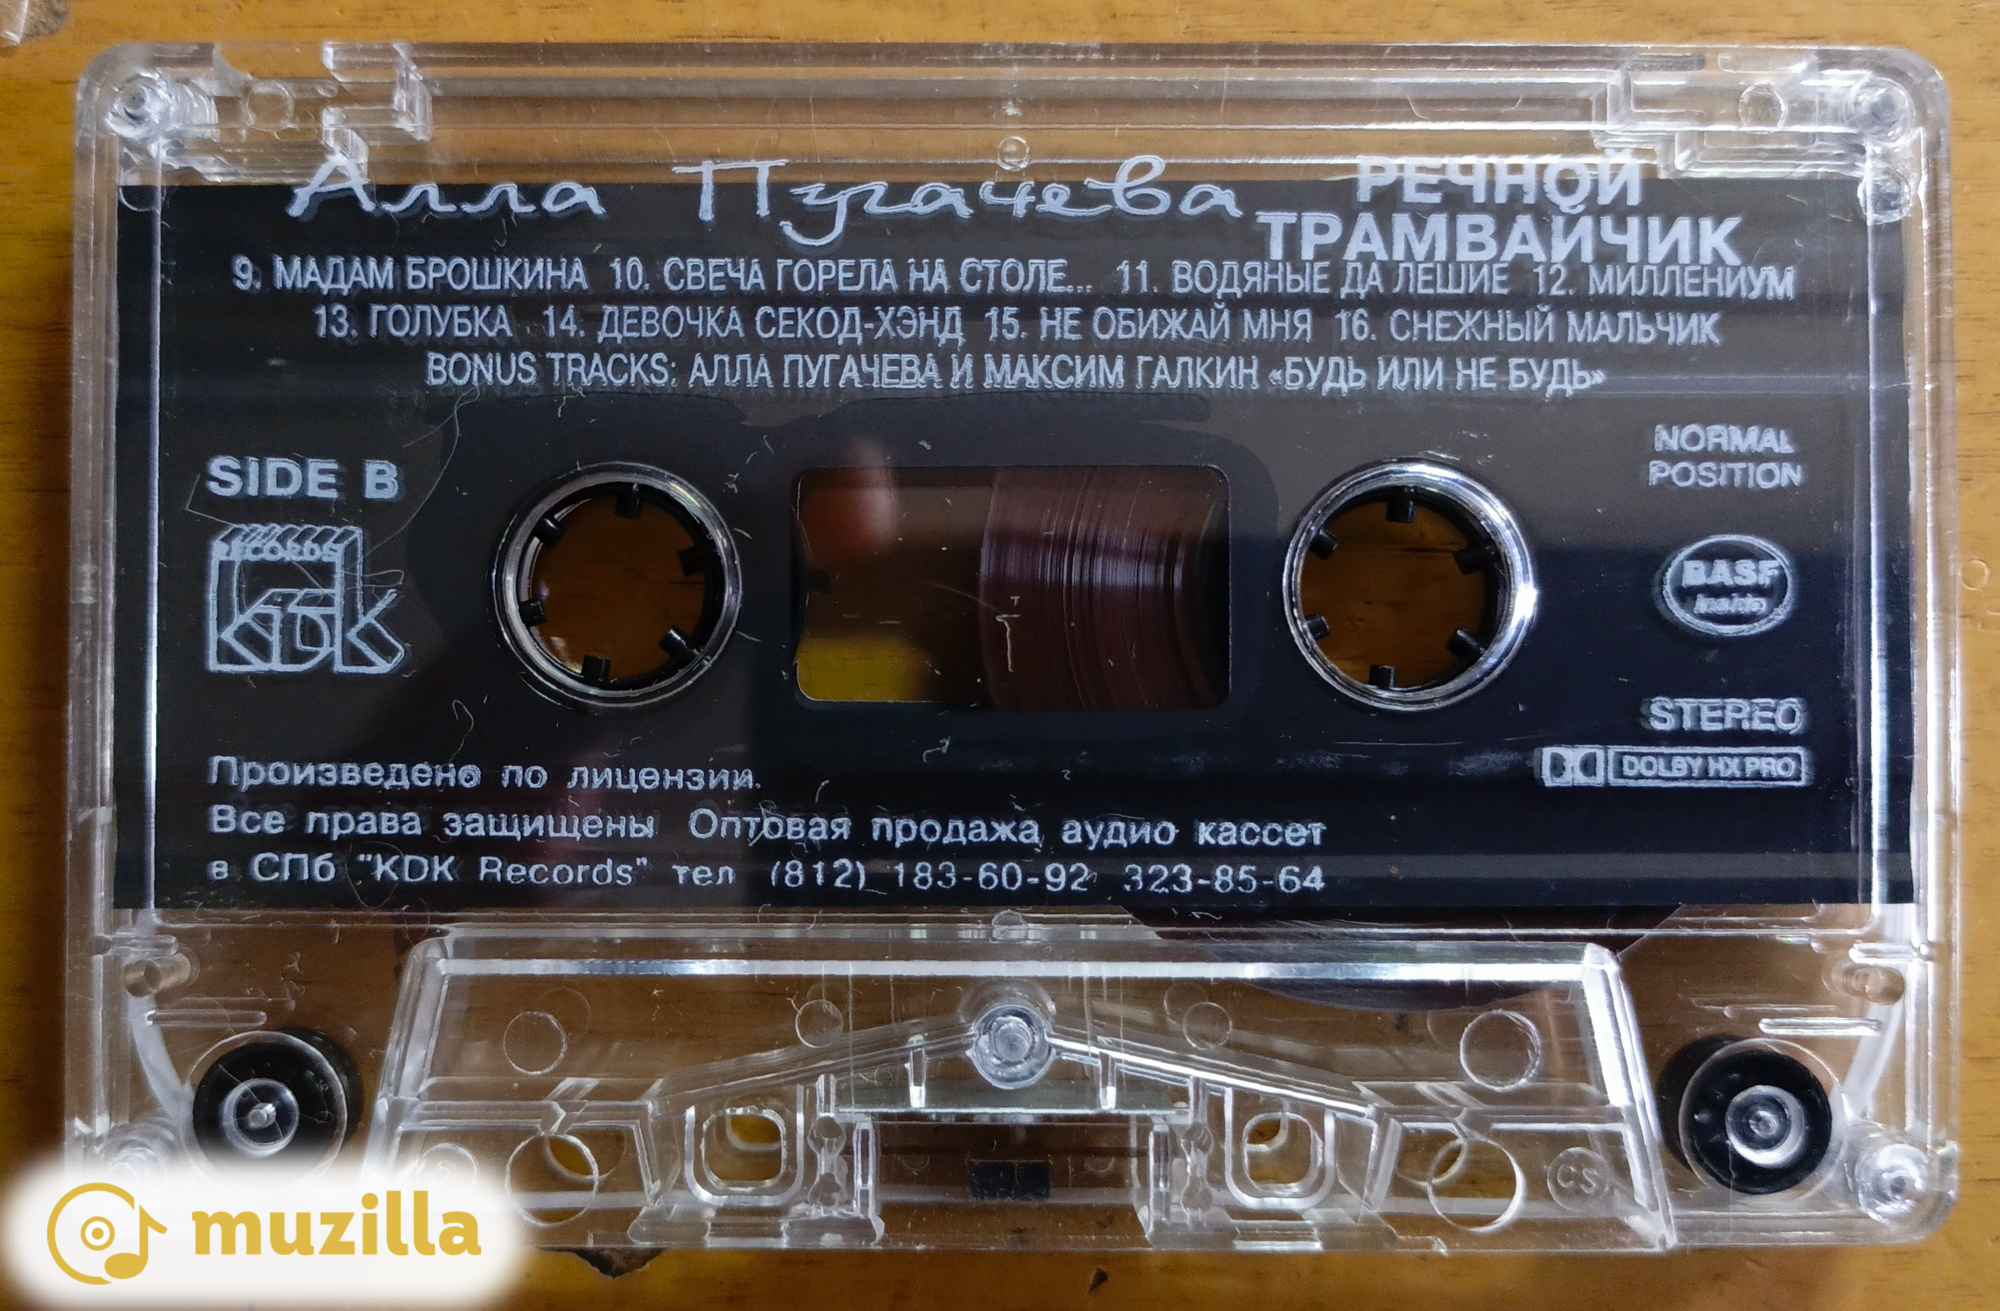 Алла Пугачева
РЕЧНОЙ
ТРАМВАЙЧИК
9. МАДАМ БРОШКИНА 10. СВЕЧА ГОРЕЛА НА СТОЛЕ... 11. ВОДЯНЫЕ ДА ЛЕШИЕ 12. МИЛЛЕНИУМ
13. ГОЛУБКА 14. ДЕВОЧКА СЕКОД-ХЭНД 15. НЕ ОБИЖАЙ МНЯ 16. СНЕЖНЫЙ МАЛЬЧИК
BONUS TRACKS: АЛЛА ПУГАЧЕВА И МАКСИМ ГАЛКИН «БУДЬ ИЛИ НЕ БУДЬ»
SIDE B
RECORDS
KDK
NORMAL
POSITION
BASF
inside
STEREO
DOLBY HX PRO
Произведено по лицензии.
Все права защищены Оптовая продажа аудио кассет
в СПб "KDK Records" тел (812) 183-60-92 323-85-64
CS
muzilla